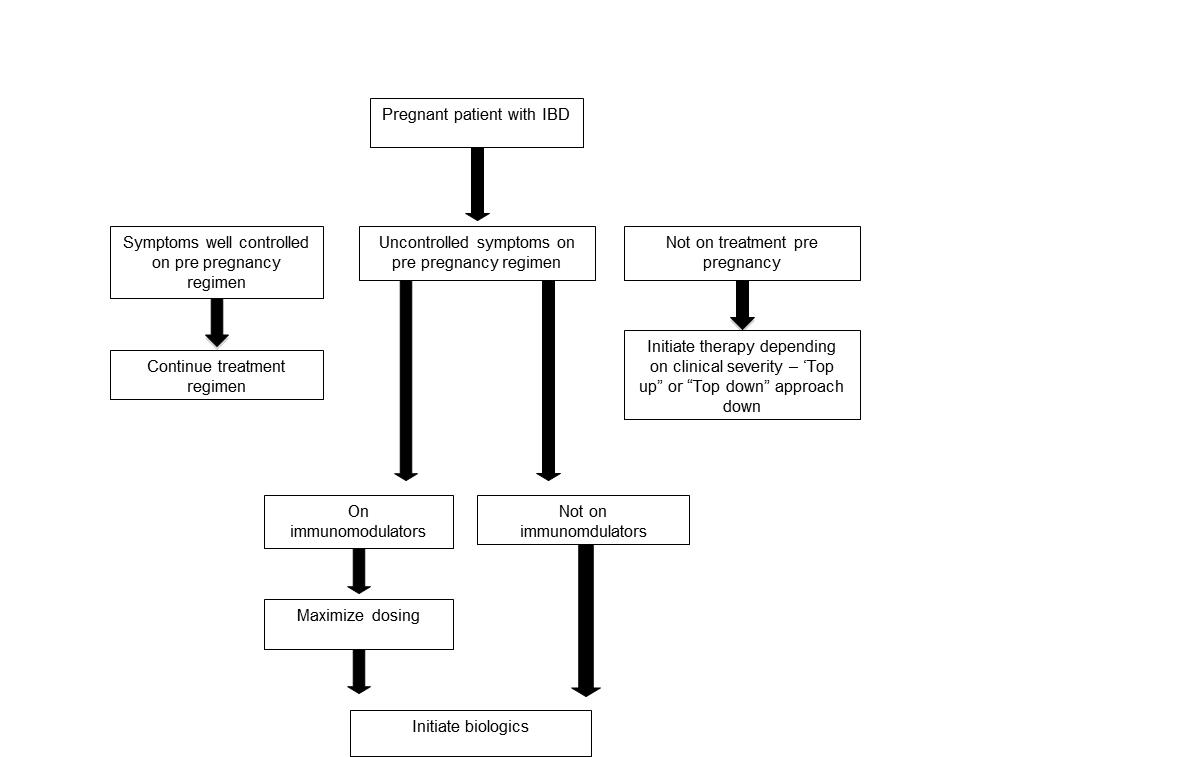 Pregnant patient with IBD
Symptoms well controlled
on pre pregnancy
regimen
Uncontrolled symptoms on
pre pregnancy regimen
Not on treatment pre
pregnancy
Continue treatment
regimen
Initiate therapy depending
on clinical severity – ‘Top
up” or “Top down” approach
down
On
immunomodulators
Not on
immunomdulators
Maximize dosing
Initiate biologics